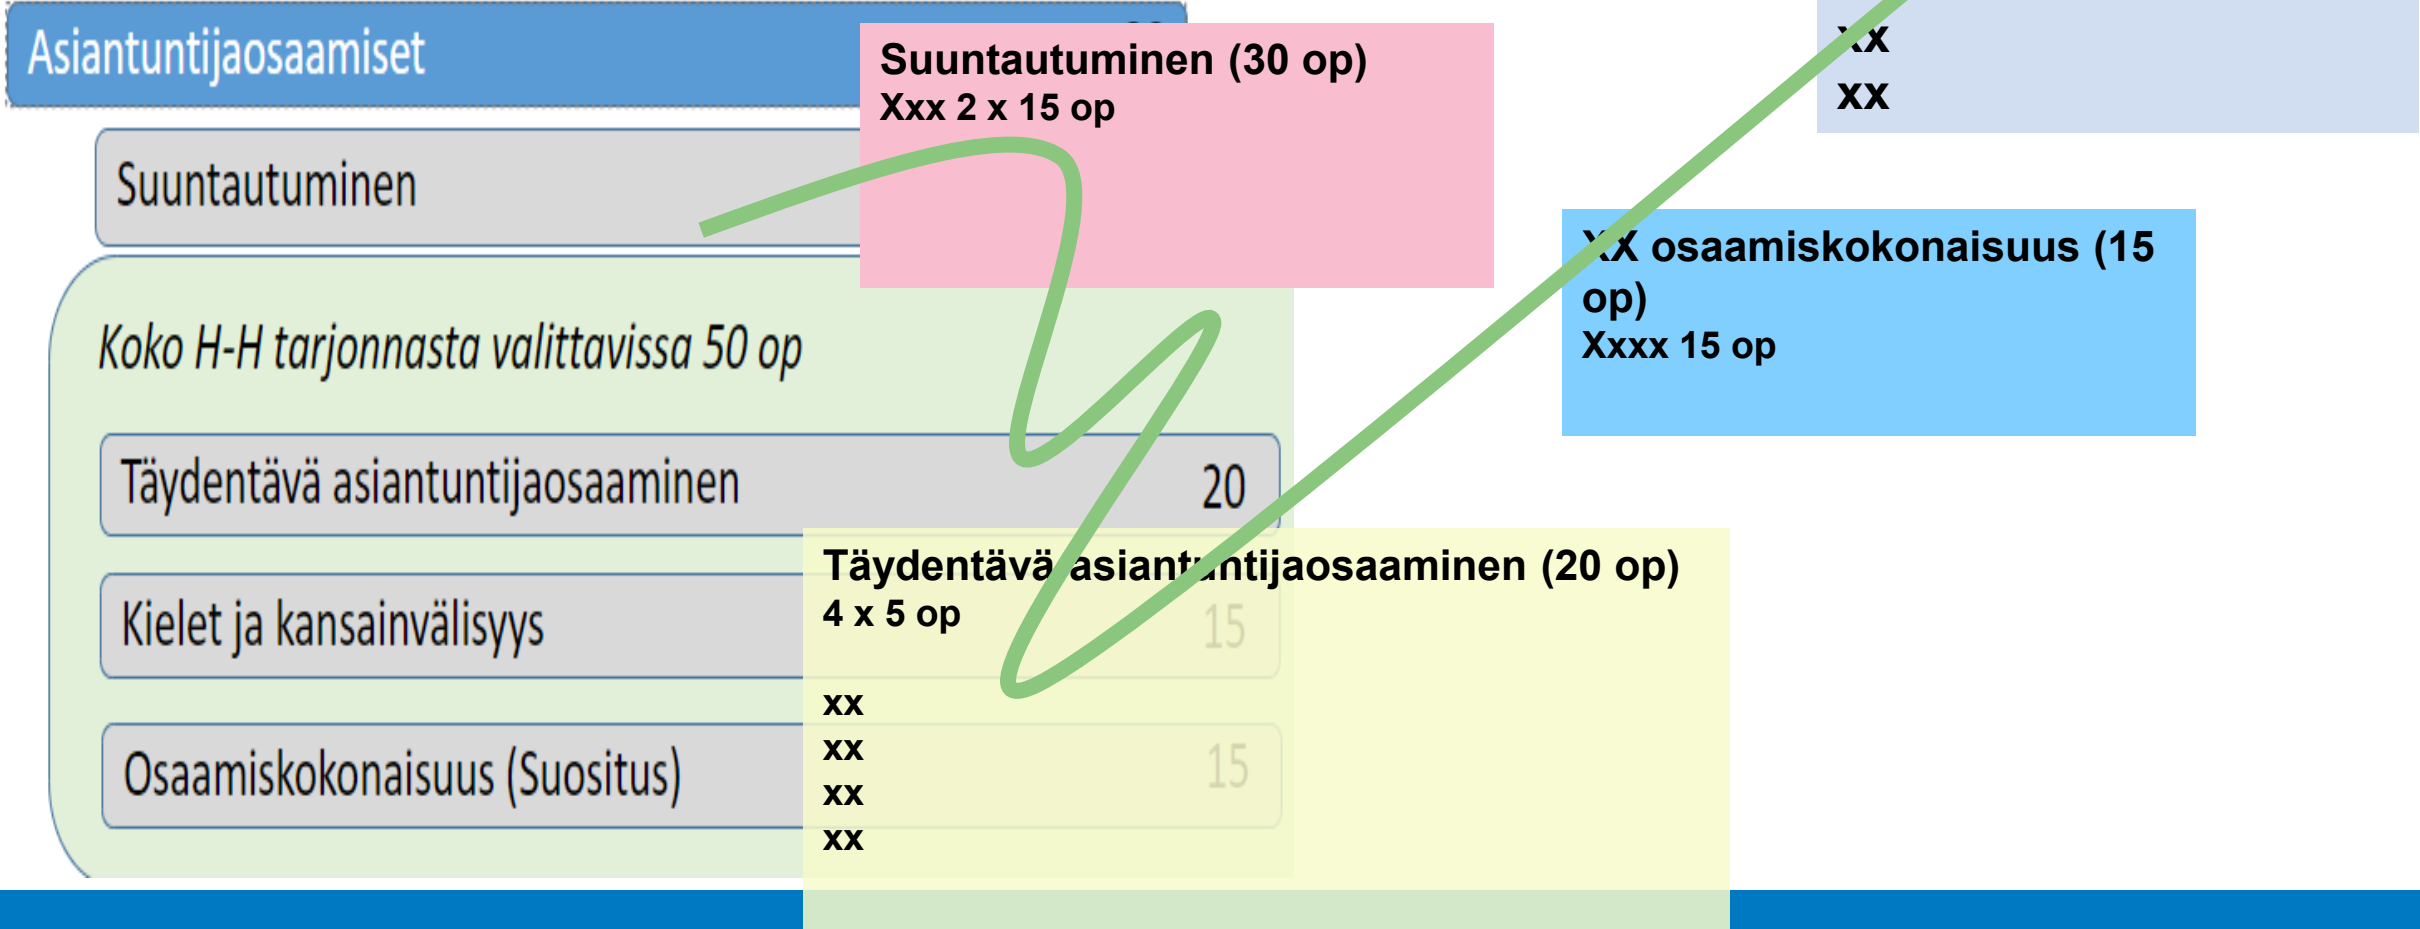 Asiantuntijaosaamiset
Suuntautuminen
Koko H-H tarjonnasta valittavissa 50 op
Täydentävä asiantuntijaosaaminen 20
Kielet ja kansainvälisyys 15
Osaamiskokonaisuus (Suositus) 15
Suuntautuminen (30 op)
Xxx 2 x 15 op
Täydentävä asiantuntijaosaaminen (20 op)
4 x 5 op
xx
xx
xx
xx
xx
xx
XX osaamiskokonaisuus (15
op)
Xxxx 15 op